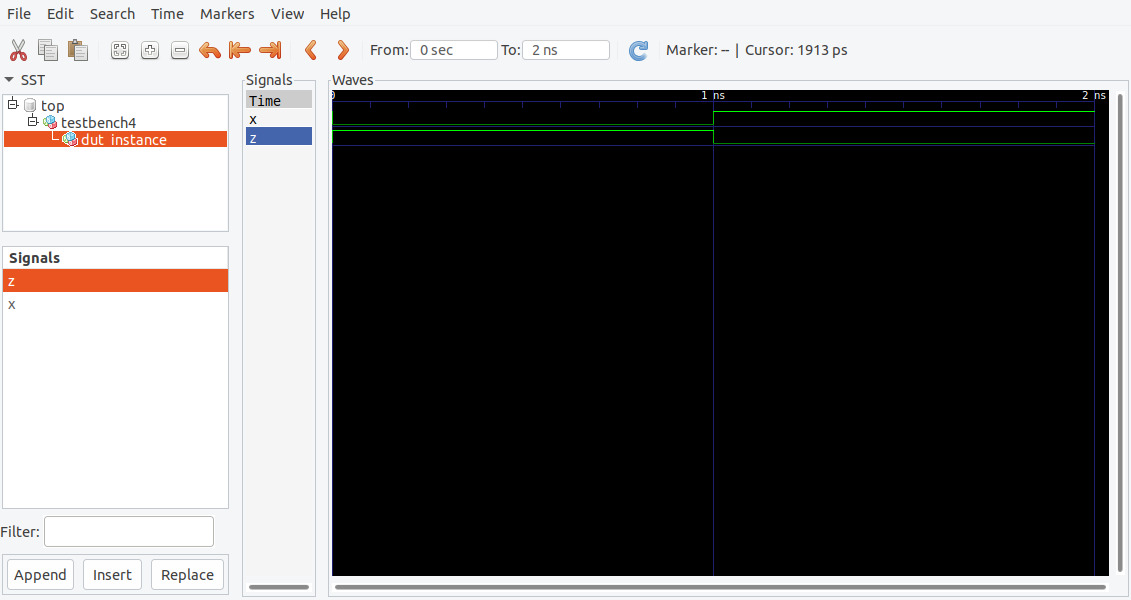 File Edit Search Time Markers View Help
From: 0 sec To: 2 ns Marker: -- | Cursor: 1913 ps
SST
top
testbench4
dut_instance
Signals
z
x
Filter:
Append Insert Replace
Signals
Time
x
z
Waves
0 1 ns 2 ns